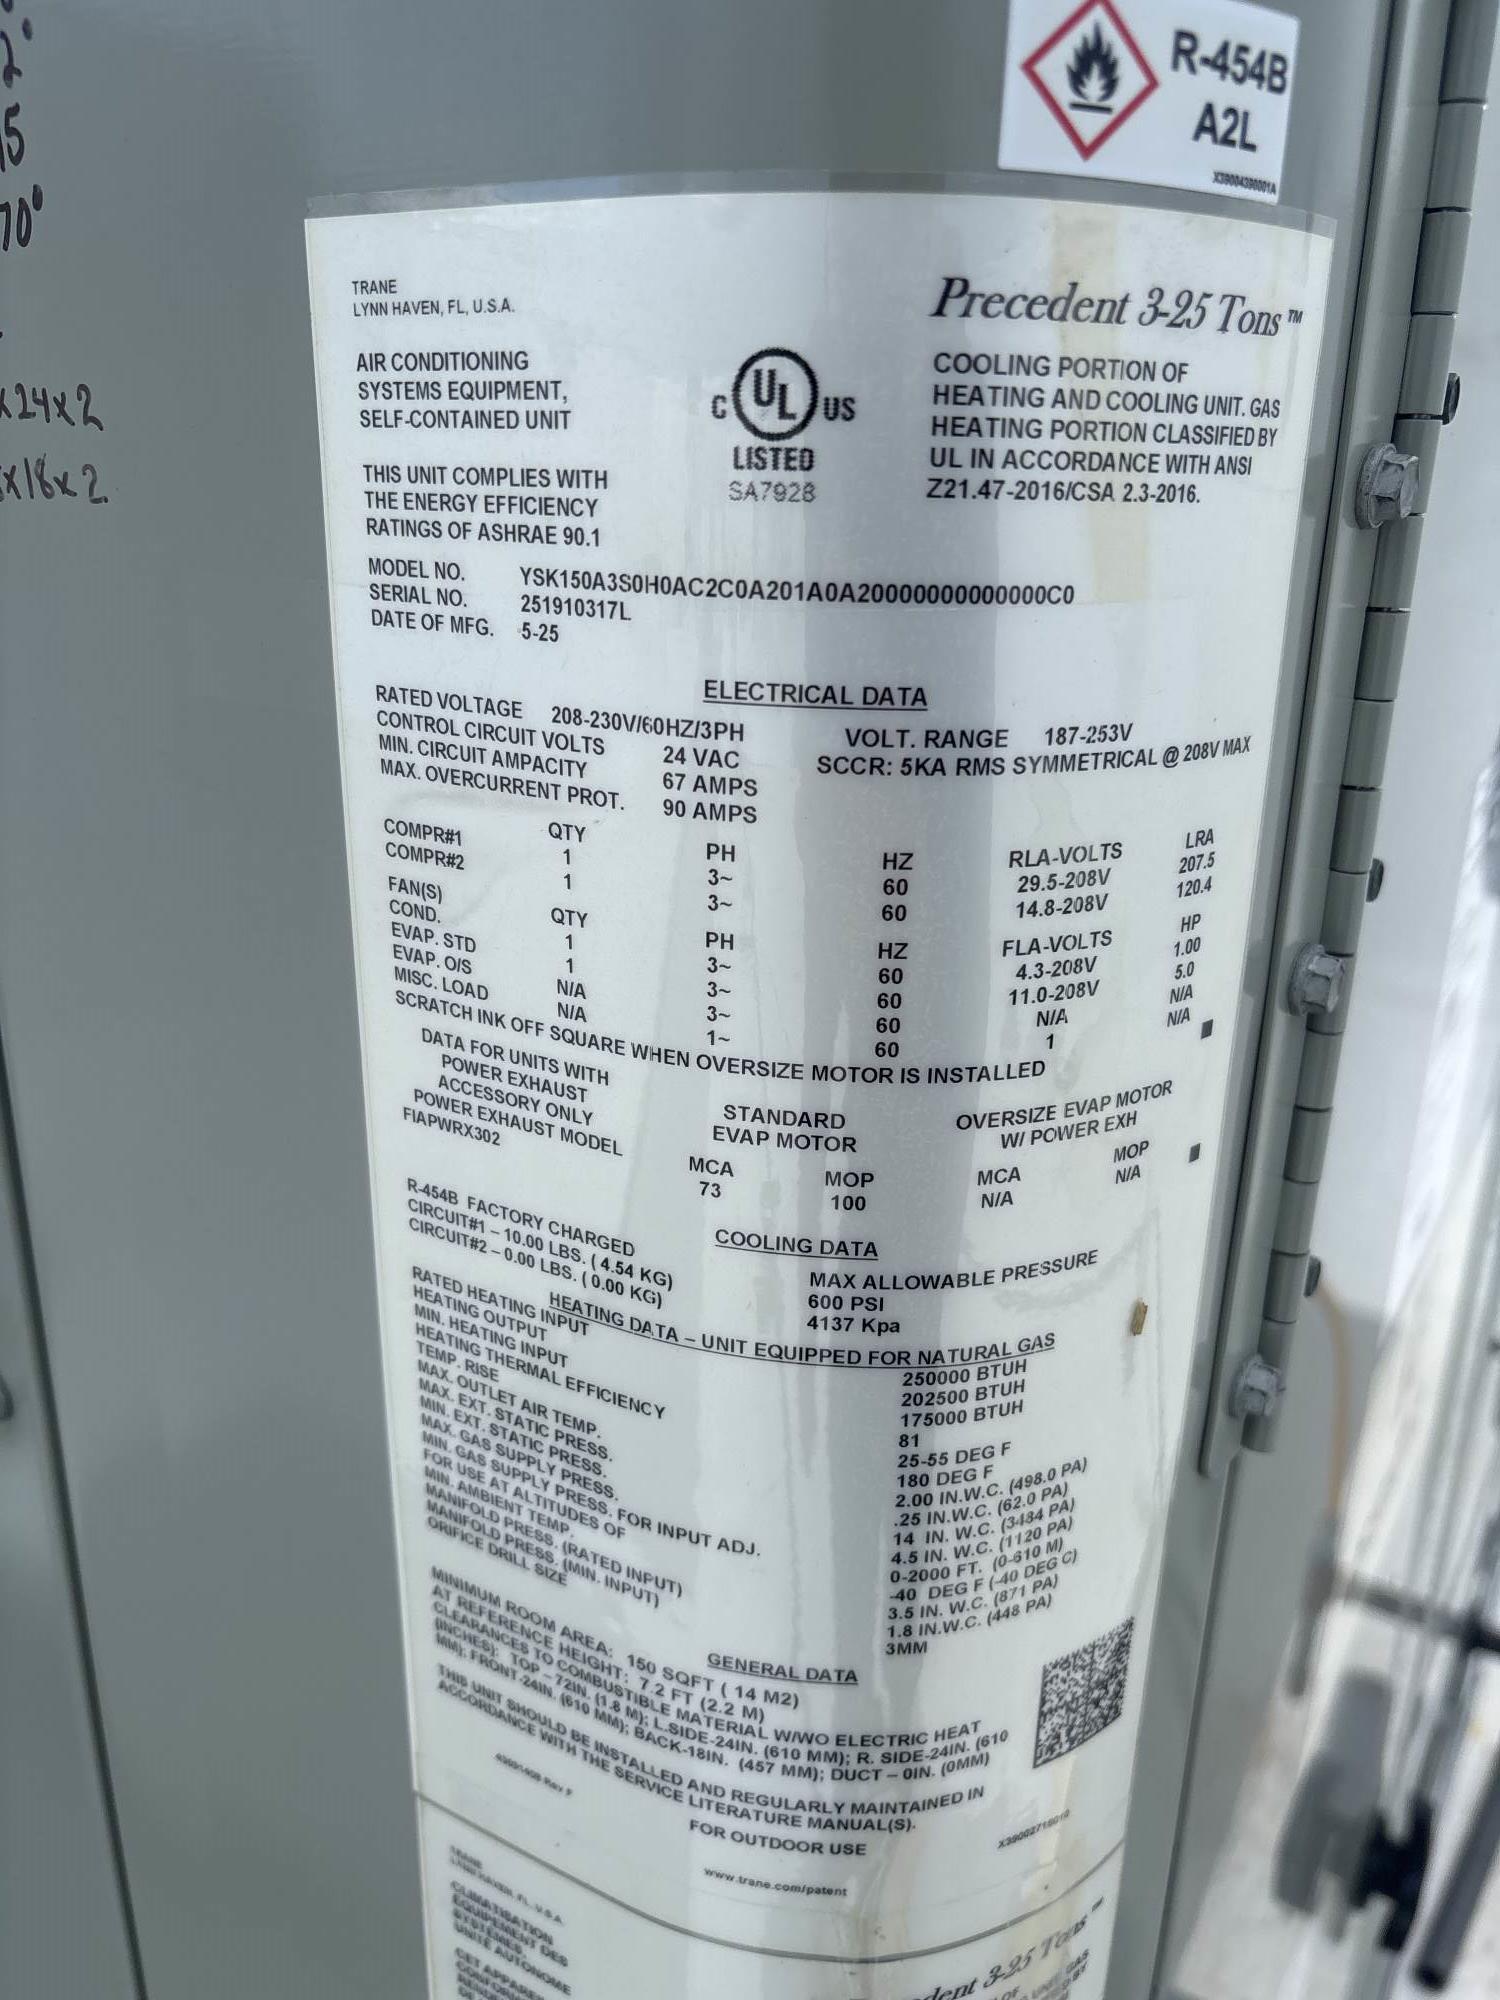 2°
15
70°
x24x2
x18x2
R-454B
A2L
X39004390001A
TRANE
LYNN HAVEN, FL, U.S.A.
Precedent 3-25 Tons™
AIR CONDITIONING
SYSTEMS EQUIPMENT,
SELF-CONTAINED UNIT
C UL US
LISTED
SA7928
COOLING PORTION OF
HEATING AND COOLING UNIT. GAS
HEATING PORTION CLASSIFIED BY
UL IN ACCORDANCE WITH ANSI
Z21.47-2016/CSA 2.3-2016.
THIS UNIT COMPLIES WITH
THE ENERGY EFFICIENCY
RATINGS OF ASHRAE 90.1
MODEL NO. YSK150A3S0H0AC2C0A201A0A20000000000000C0
SERIAL NO. 251910317L
DATE OF MFG. 5-25
ELECTRICAL DATA
RATED VOLTAGE 208-230V/60HZ/3PH VOLT. RANGE 187-253V
CONTROL CIRCUIT VOLTS 24 VAC SCCR: 5KA RMS SYMMETRICAL @ 208V MAX
MIN. CIRCUIT AMPACITY 67 AMPS
MAX. OVERCURRENT PROT. 90 AMPS
QTY PH HZ RLA-VOLTS LRA
COMPR#1 1 3~ 60 29.5-208V 207.5
COMPR#2 1 3~ 60 14.8-208V 120.4
FAN(S) QTY PH HZ FLA-VOLTS HP
COND. 1 3~ 60 4.3-208V 1.00
EVAP. STD 1 3~ 60 11.0-208V 5.0
EVAP. O/S N/A 3~ 60 N/A N/A
MISC. LOAD N/A 1~ 60 1 N/A
SCRATCH INK OFF SQUARE WHEN OVERSIZE MOTOR IS INSTALLED
DATA FOR UNITS WITH
POWER EXHAUST
ACCESSORY ONLY
STANDARD
EVAP MOTOR
OVERSIZE EVAP MOTOR
W/ POWER EXH
POWER EXHAUST MODEL MCA MOP MCA MOP
FIAPWRX302 73 100 N/A N/A
COOLING DATA
R-454B FACTORY CHARGED
CIRCUIT#1 – 10.00 LBS. ( 4.54 KG)
CIRCUIT#2 – 0.00 LBS. ( 0.00 KG)
MAX ALLOWABLE PRESSURE
600 PSI
4137 Kpa
HEATING DATA – UNIT EQUIPPED FOR NATURAL GAS
RATED HEATING INPUT 250000 BTUH
HEATING OUTPUT 202500 BTUH
MIN. HEATING INPUT 175000 BTUH
HEATING THERMAL EFFICIENCY 81
TEMP. RISE 25-55 DEG F
MAX. OUTLET AIR TEMP. 180 DEG F
MAX. EXT. STATIC PRESS. 2.00 IN.W.C. (498.0 PA)
MIN. EXT. STATIC PRESS. .25 IN.W.C. (62.0 PA)
MAX. GAS SUPPLY PRESS. 14 IN. W.C. (3484 PA)
MIN. GAS SUPPLY PRESS. FOR INPUT ADJ. 4.5 IN. W.C. (1120 PA)
FOR USE AT ALTITUDES OF 0-2000 FT. (0-610 M)
MIN. AMBIENT TEMP. -40 DEG F (-40 DEG C)
MANIFOLD PRESS. (RATED INPUT) 3.5 IN. W.C. (871 PA)
MANIFOLD PRESS. (MIN. INPUT) 1.8 IN.W.C. (448 PA)
ORIFICE DRILL SIZE 3MM
GENERAL DATA
MINIMUM ROOM AREA: 150 SQFT ( 14 M2)
AT REFERENCE HEIGHT: 7.2 FT (2.2 M)
CLEARANCES TO COMBUSTIBLE MATERIAL W/WO ELECTRIC HEAT
(INCHES): TOP – 72IN. (1.8 M); L.SIDE-24IN. (610 MM); R. SIDE-24IN. (610
MM); FRONT-24IN. (610 MM); BACK-18IN. (457 MM); DUCT – 0IN. (0MM)
THIS UNIT SHOULD BE INSTALLED AND REGULARLY MAINTAINED IN
ACCORDANCE WITH THE SERVICE LITERATURE MANUAL(S).
FOR OUTDOOR USE
www.trane.com/patent
TRANE
LYNN HAVEN, FL, U.S.A.
CLIMATISATION
ÉQUIPEMENT DES
SYSTÈMES,
UNITÉ AUTONOME
Precedent 3-25 Tons™